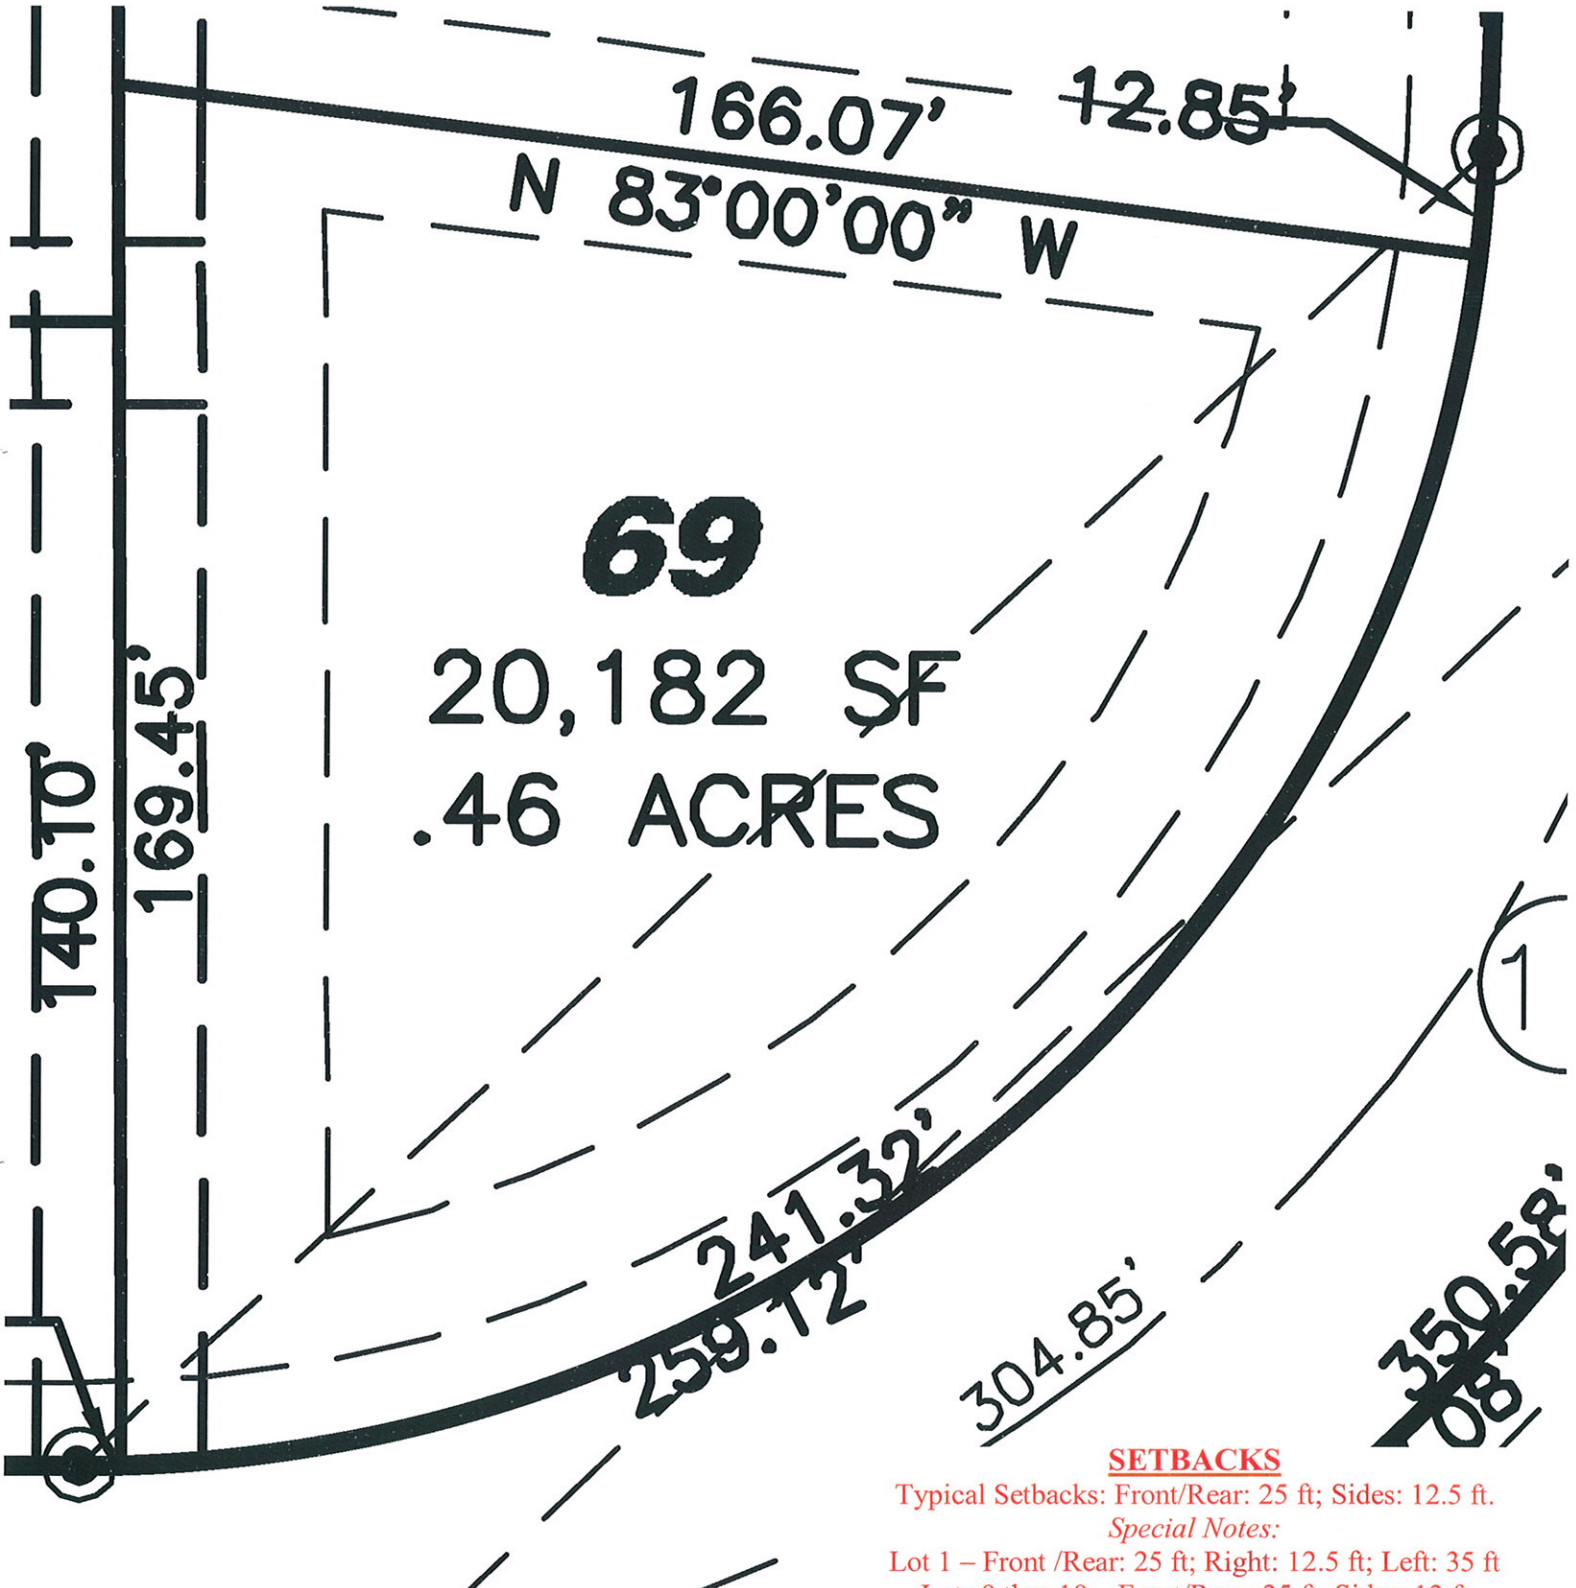 166.07'
12.85'
N 83°00'00" W
69
20,182 SF
.46 ACRES
169.45'
140.10'
241.32'
259.12'
304.85'
350.58'
08'
1
SETBACKS
Typical Setbacks: Front/Rear: 25 ft; Sides: 12.5 ft.
Special Notes:
Lot 1 – Front /Rear: 25 ft; Right: 12.5 ft; Left: 35 ft